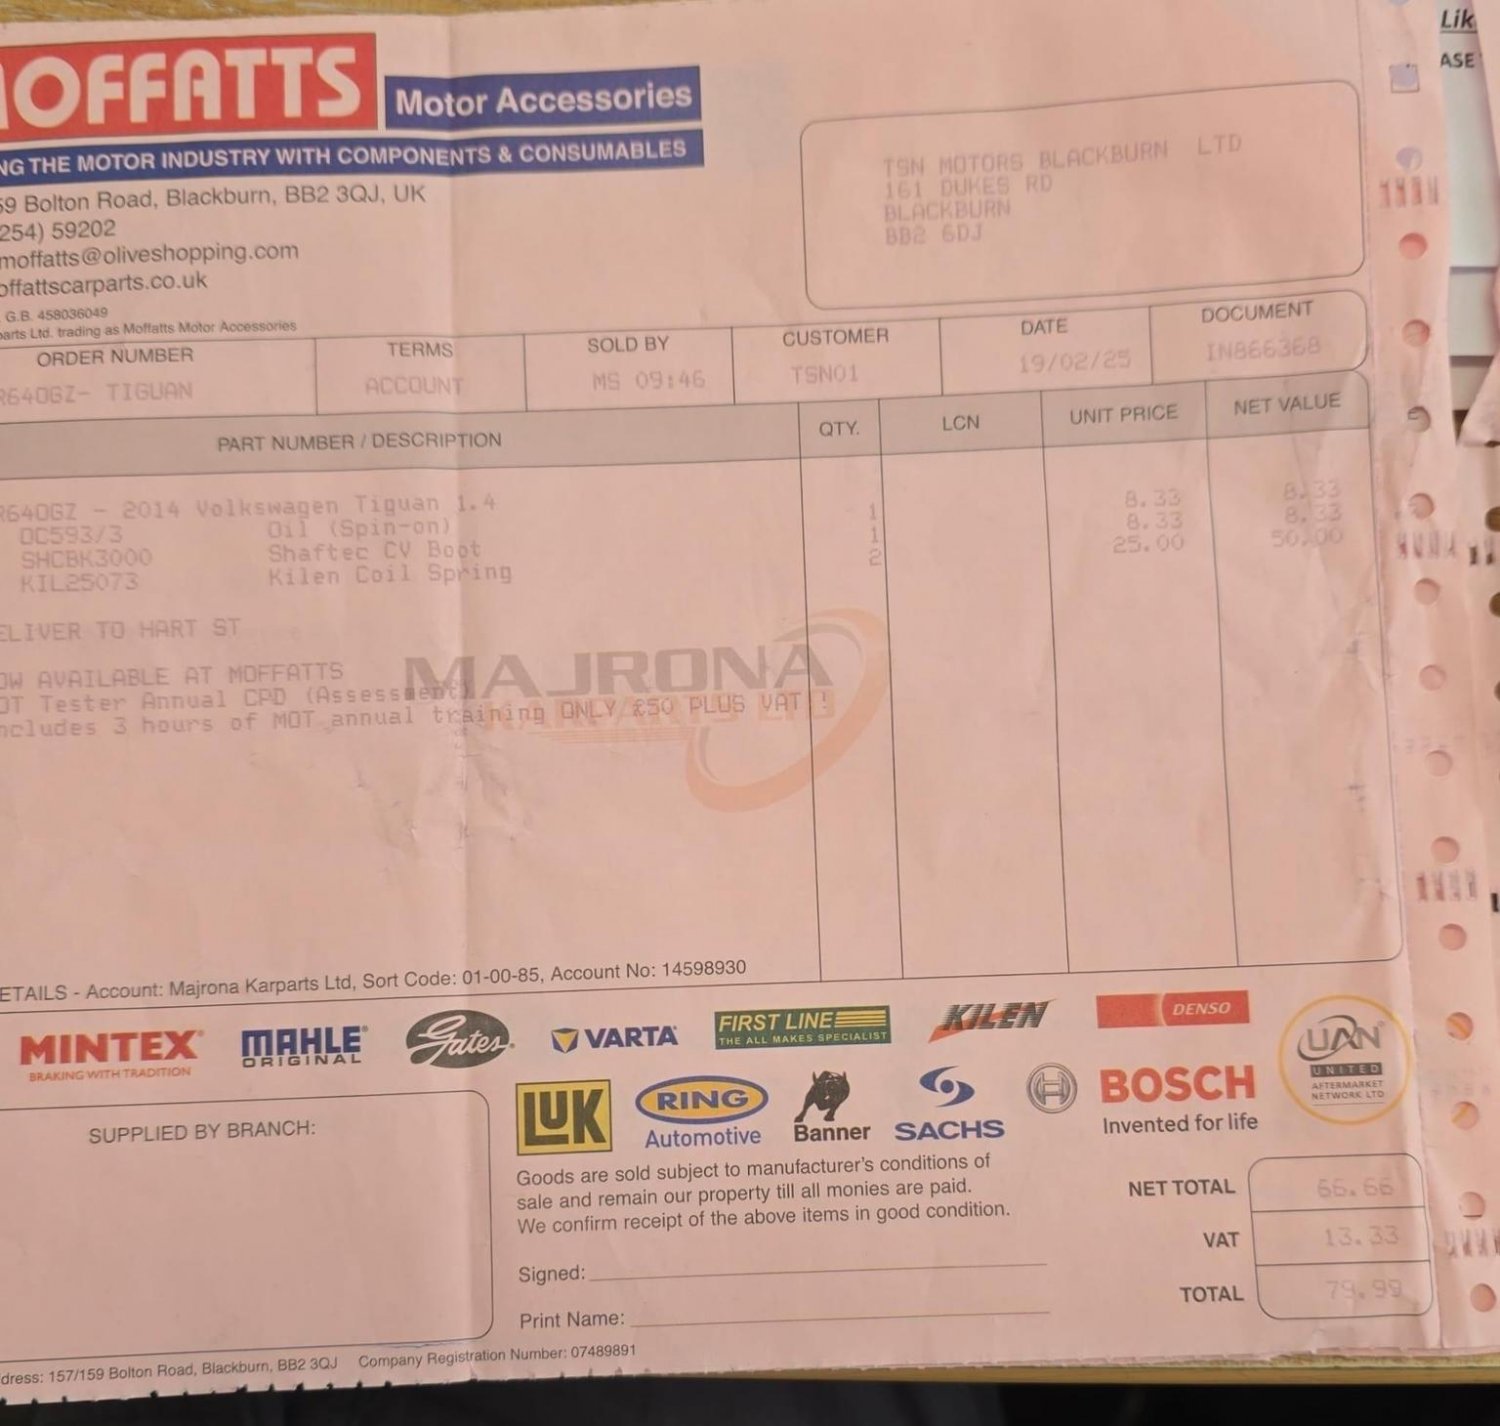 MOFFATTS
Motor Accessories
NG THE MOTOR INDUSTRY WITH COMPONENTS & CONSUMABLES
59 Bolton Road, Blackburn, BB2 3QJ, UK
254) 59202
moffatts@oliveshopping.com
offattscarparts.co.uk
G.B. 458036049
parts Ltd. trading as Moffatts Motor Accessories
TSN MOTORS BLACKBURN LTD
161 DUKES RD
BLACKBURN
BB2 6DJ
Lik
ASE
ORDER NUMBER TERMS SOLD BY CUSTOMER DATE DOCUMENT
R64OGZ- TIGUAN ACCOUNT MS 09:46 TSN01 19/02/25 IN866368
PART NUMBER / DESCRIPTION QTY. LCN UNIT PRICE NET VALUE
R64OGZ - 2014 Volkswagen Tiguan 1.4
OC593/3 Oil (Spin-on) 1 8.33 8.33
SHCBK3000 Shaftec CV Boot 1 8.33 8.33
KIL25073 Kilen Coil Spring 2 25.00 50.00
ELIVER TO HART ST
OW AVAILABLE AT MOFFATTS
OT Tester Annual CPD (Assessment)
ncludes 3 hours of MOT annual training ONLY £50 PLUS VAT !
MAJRONA
KARPARTS LTD
ETAILS - Account: Majrona Karparts Ltd, Sort Code: 01-00-85, Account No: 14598930
MINTEX
BRAKING WITH TRADITION
MAHLE
ORIGINAL
Gates
VARTA
FIRST LINE
THE ALL MAKES SPECIALIST
KILEN
DENSO
UAN
UNITED
AFTERMARKET
NETWORK LTD
LUK
RING
Automotive
Banner
SACHS
BOSCH
Invented for life
SUPPLIED BY BRANCH:
Goods are sold subject to manufacturer's conditions of
sale and remain our property till all monies are paid.
We confirm receipt of the above items in good condition.
Signed:
Print Name:
NET TOTAL 66.66
VAT 13.33
TOTAL 79.99
dress: 157/159 Bolton Road, Blackburn, BB2 3QJ Company Registration Number: 07489891